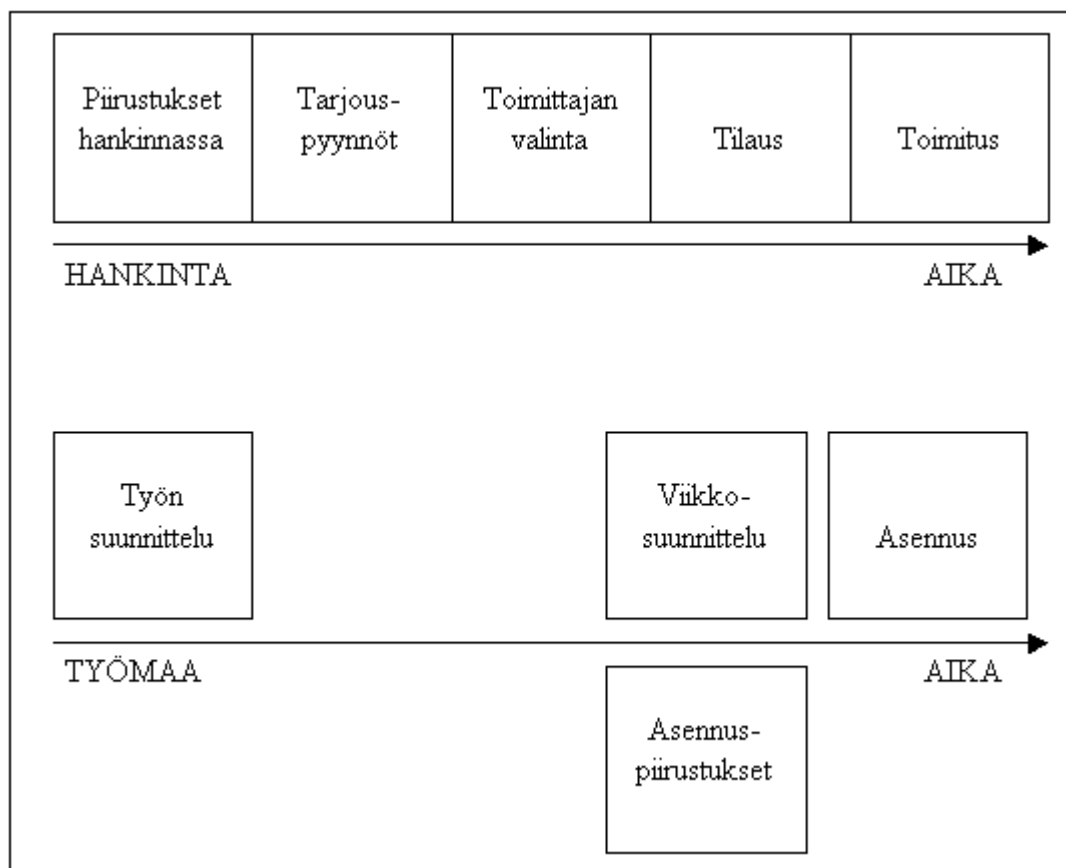 Piirustukset
hankinnassa
Tarjous-
pyynnöt
Toimittajan
valinta
Tilaus
Toimitus
HANKINTA
AIKA
Työn
suunnittelu
Viikko-
suunnittelu
Asennus
TYÖMAA
AIKA
Asennus-
piirustukset